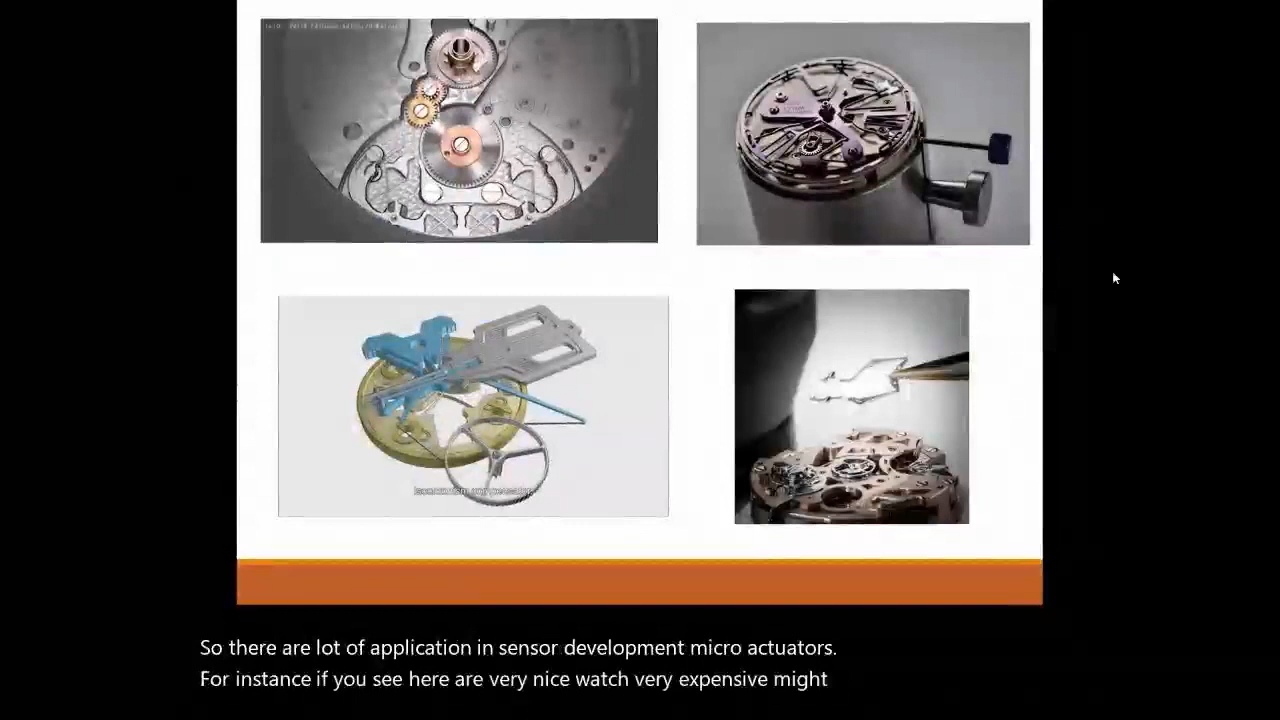 So there are lot of application in sensor development micro actuators.
For instance if you see here are very nice watch very expensive might